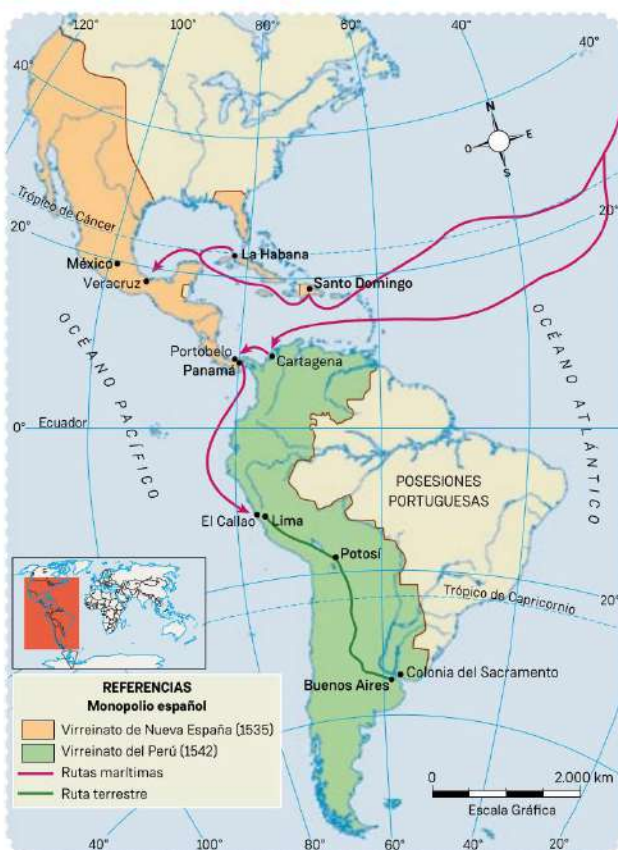 120°
100°
80°
60°
40°
40°
40°
N
O
E
S
Trópico de Cáncer
20°
20°
La Habana
México
Veracruz
Santo Domingo
OCÉANO PACÍFICO
OCÉANO ATLÁNTICO
Portobelo
Panamá
Cartagena
Ecuador
0°
POSESIONES
PORTUGUESAS
El Callao
Lima
Potosí
Trópico de Capricornio
20°
Colonia del Sacramento
Buenos Aires
REFERENCIAS
Monopolio español
Virreinato de Nueva España (1535)
Virreinato del Perú (1542)
Rutas marítimas
Ruta terrestre
0
2.000 km
Escala Gráfica
40°
120°
100°
80°
60°
40°